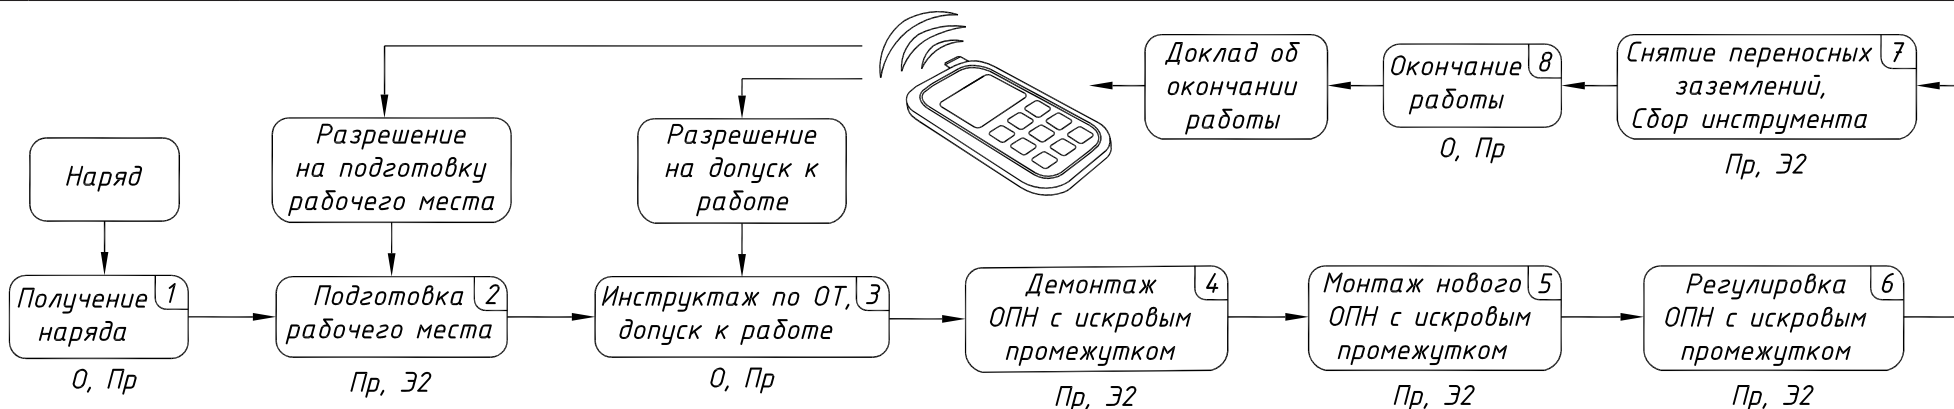 Наряд
Получение
наряда
1
О, Пр
Разрешение
на подготовку
рабочего места
Подготовка
рабочего места
2
Пр, Э2
Разрешение
на допуск к
работе
Инструктаж по ОТ,
допуск к работе
3
О, Пр
Демонтаж
ОПН с искровым
промежутком
4
Пр, Э2
Монтаж нового
ОПН с искровым
промежутком
5
Пр, Э2
Регулировка
ОПН с искровым
промежутком
6
Пр, Э2
Снятие переносных
заземлений,
Сбор инструмента
7
Пр, Э2
Окончание
работы
8
О, Пр
Доклад об
окончании
работы